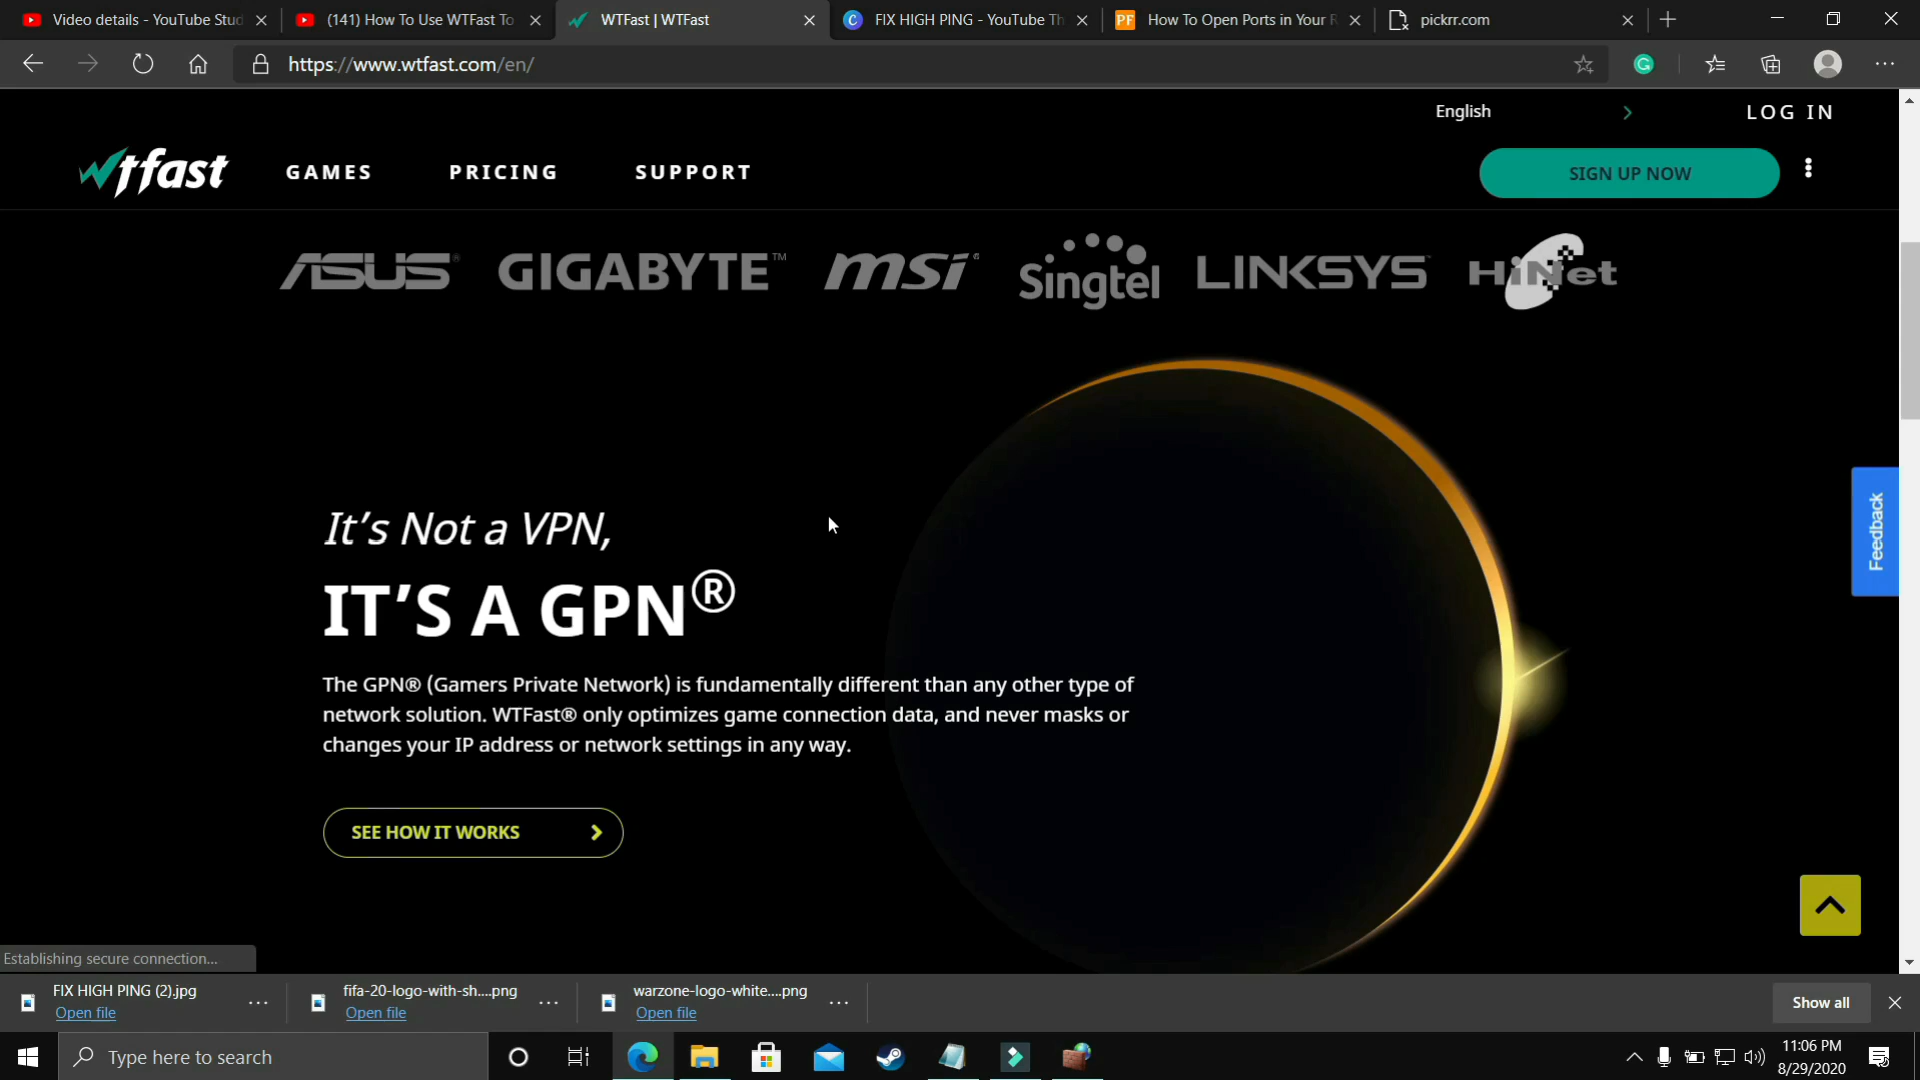 Video details - YouTube Stud
(141) How To Use WTFast To
WTFast | WTFast
FIX HIGH PING - YouTube Th
PF How To Open Ports in Your R
pickrr.com
https://www.wtfast.com/en/
English
LOG IN
wtfast
GAMES
PRICING
SUPPORT
SIGN UP NOW
ASUS
GIGABYTE™
msi
Singtel
LINKSYS
HiNet
It's Not a VPN,
IT'S A GPN®
The GPN® (Gamers Private Network) is fundamentally different than any other type of
network solution. WTFast® only optimizes game connection data, and never masks or
changes your IP address or network settings in any way.
SEE HOW IT WORKS
Feedback
Establishing secure connection...
FIX HIGH PING (2).jpg
Open file
fifa-20-logo-with-sh....png
Open file
warzone-logo-white....png
Open file
Show all
Type here to search
11:06 PM
8/29/2020